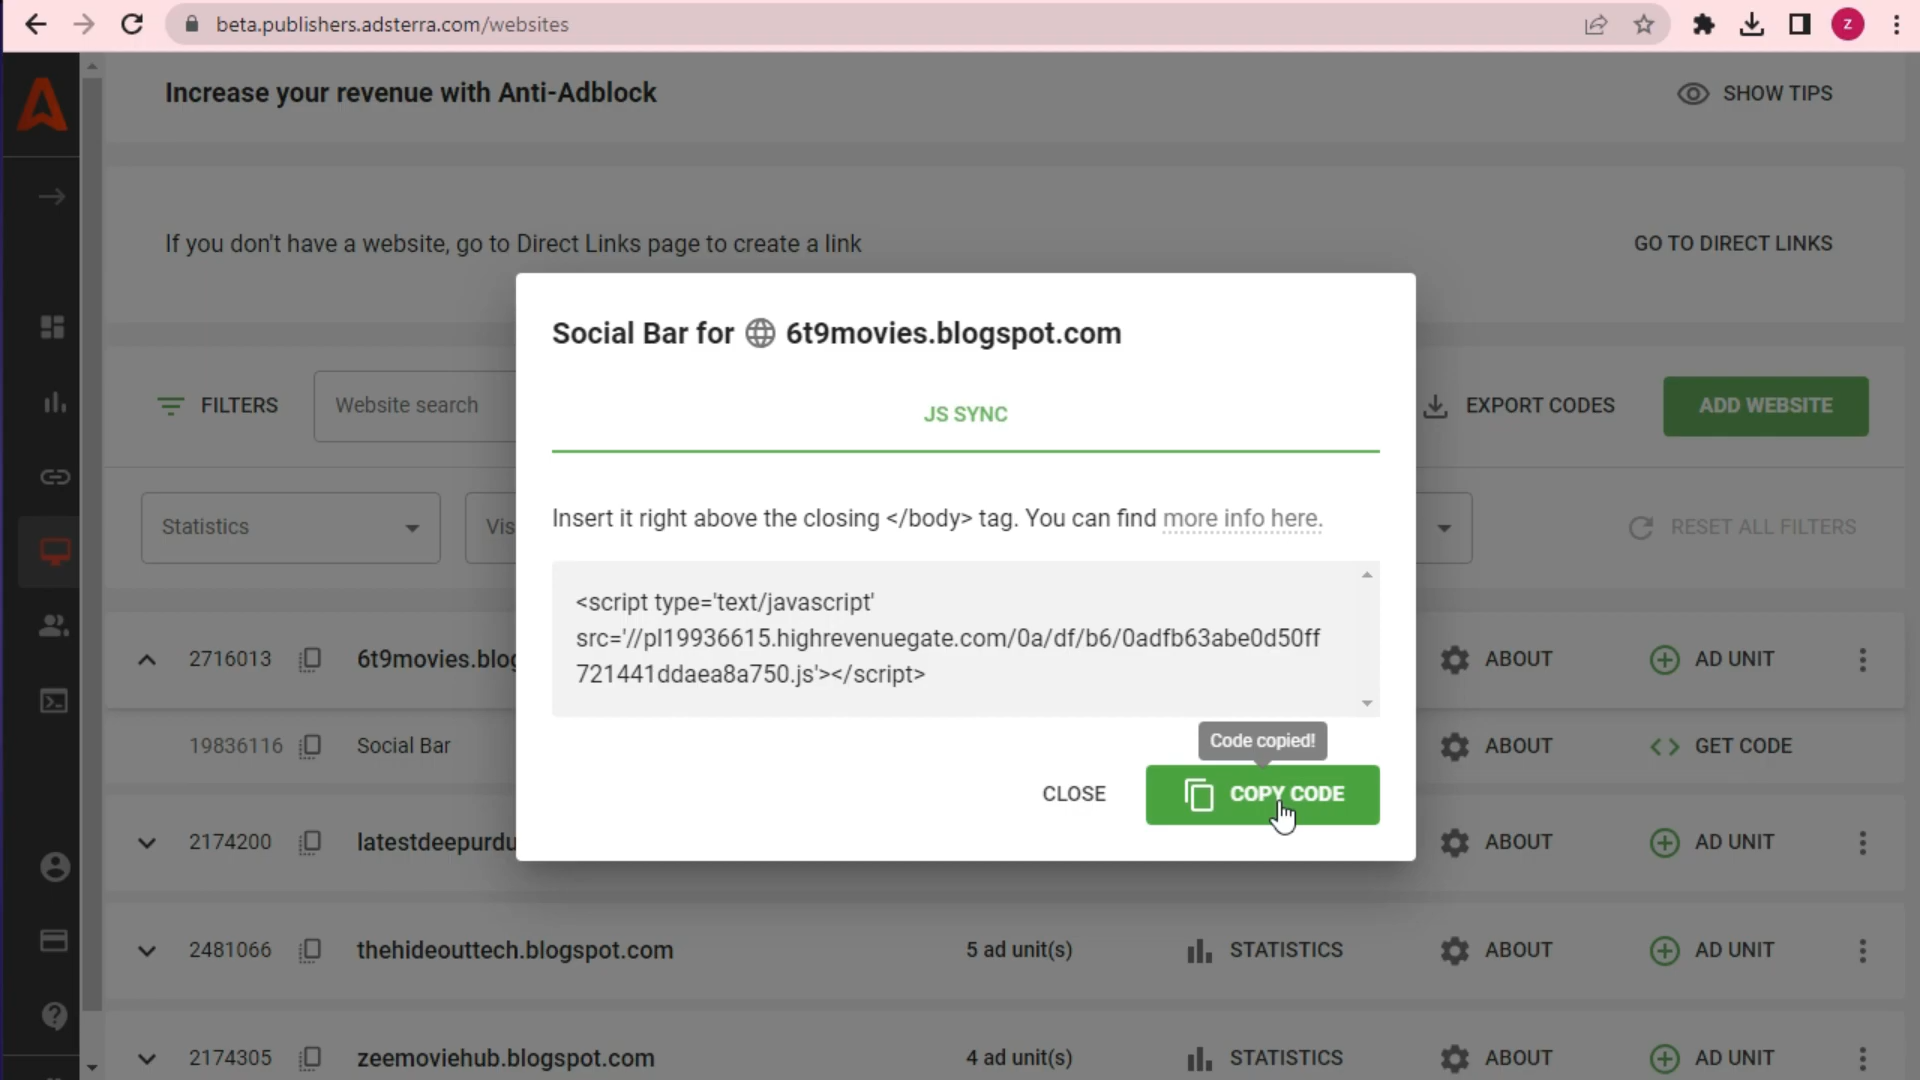 beta.publishers.adsterra.com/websites
z
Increase your revenue with Anti-Adblock
SHOW TIPS
If you don't have a website, go to Direct Links page to create a link
GO TO DIRECT LINKS
Social Bar for 6t9movies.blogspot.com
FILTERS
Website search
EXPORT CODES
ADD WEBSITE
JS SYNC
Statistics
Vis
RESET ALL FILTERS
Insert it right above the closing </body> tag. You can find more info here.
<script type='text/javascript'
src='//pl19936615.highrevenuegate.com/0a/df/b6/0adfb63abe0d50ff
721441ddaea8a750.js'></script>
2716013 6t9movies.blog
ABOUT
AD UNIT
19836116 Social Bar
ABOUT
GET CODE
Code copied!
CLOSE
COPY CODE
2174200 latestdeepurdu
ABOUT
AD UNIT
2481066 thehideouttech.blogspot.com 5 ad unit(s) STATISTICS ABOUT AD UNIT
2174305 zeemoviehub.blogspot.com 4 ad unit(s) STATISTICS ABOUT AD UNIT